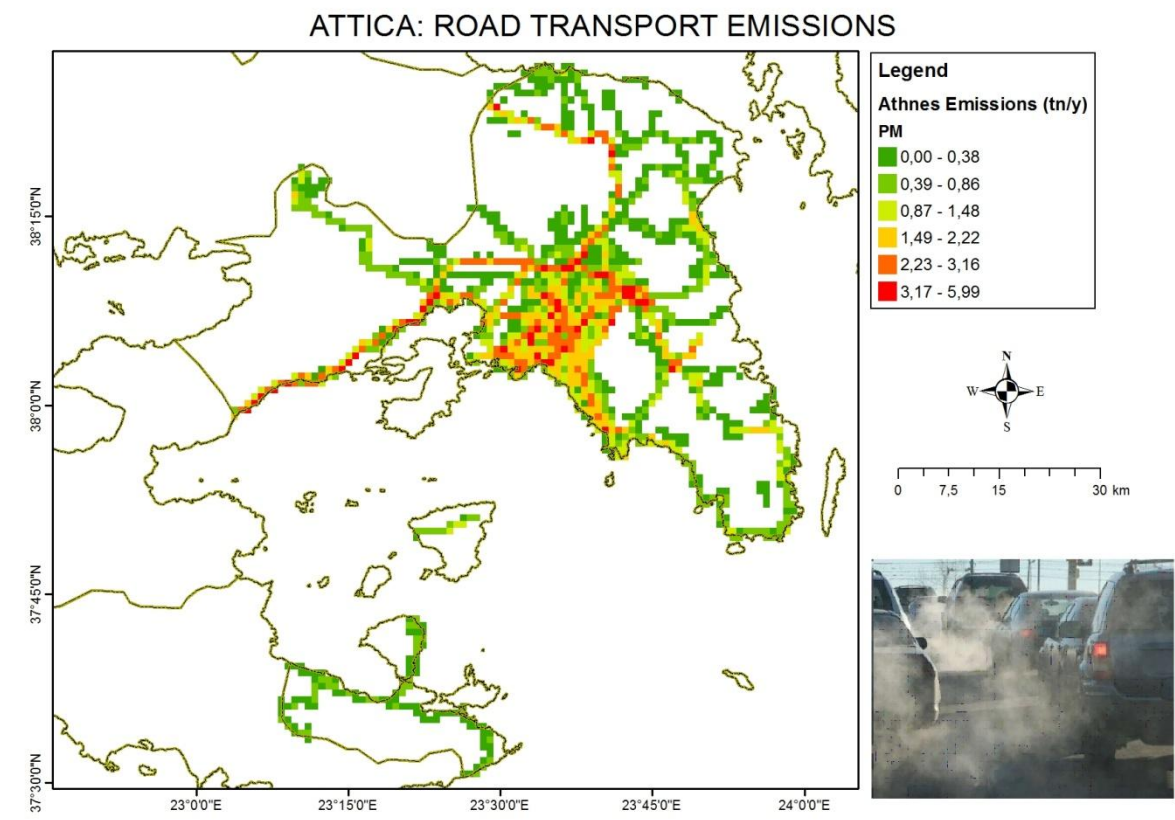 ATTICA: ROAD TRANSPORT EMISSIONS
Legend
Athnes Emissions (tn/y)
PM
0,00 - 0,38
0,39 - 0,86
0,87 - 1,48
1,49 - 2,22
2,23 - 3,16
3,17 - 5,99
N
W E
S
0 7,5 15 30 km
38°15'0"N
38°0'0"N
37°45'0"N
37°30'0"N
23°0'0"E 23°15'0"E 23°30'0"E 23°45'0"E 24°0'0"E